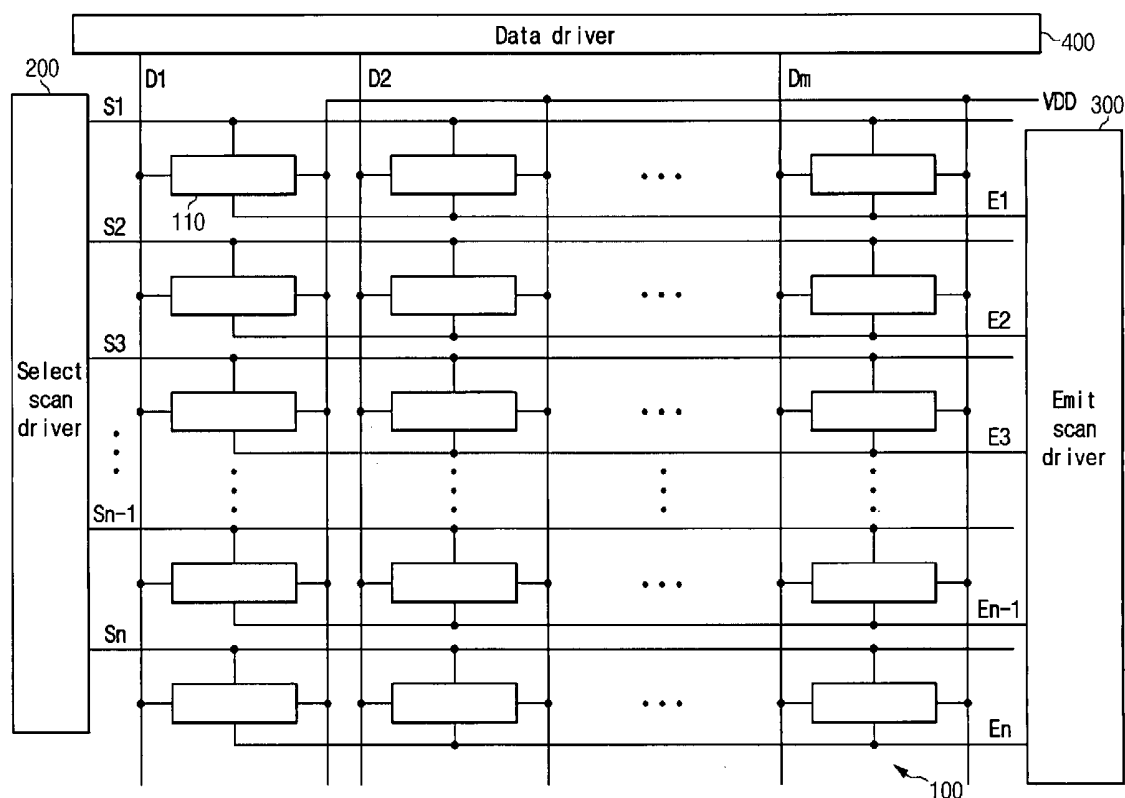 Data driver
400
200
D1
D2
Dm
S1
VDD
300
110
E1
S2
E2
S3
Select
scan
driver
Emit
scan
driver
E3
Sn-1
En-1
Sn
En
100